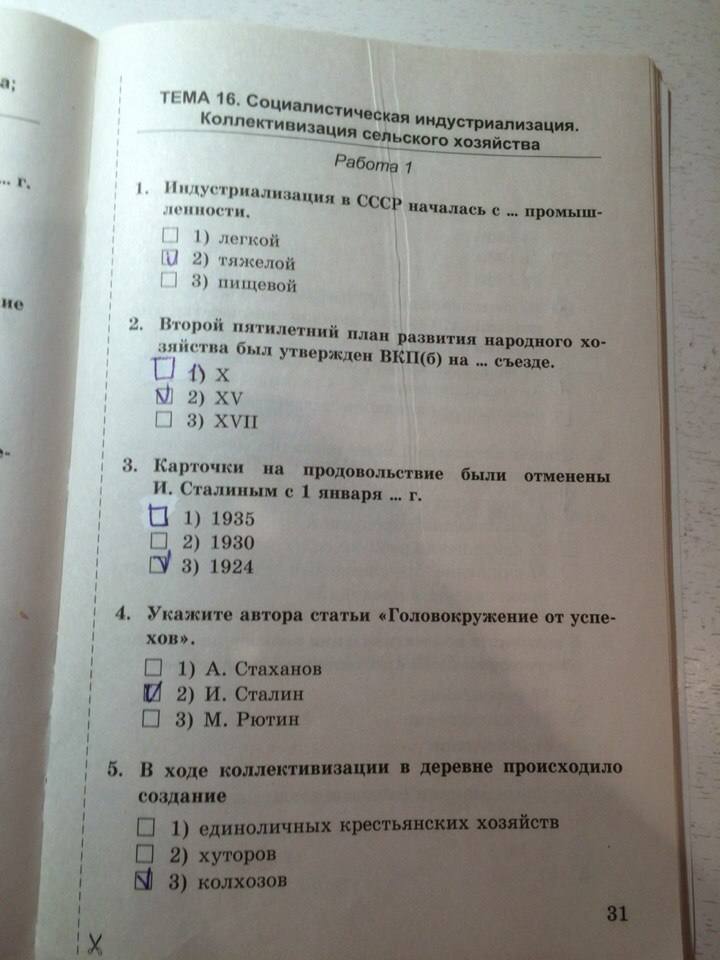 а;
... г.
ие
е-
ТЕМА 16. Социалистическая индустриализация.
Коллективизация сельского хозяйства
Работа 1
1. Индустриализация в СССР началась с ... промыш-
ленности.
1) легкой
2) тяжелой
3) пищевой
2. Второй пятилетний план развития народного хо-
зяйства был утвержден ВКП(б) на ... съезде.
1) X
2) XV
3) XVII
3. Карточки на продовольствие были отменены
И. Сталиным с 1 января ... г.
1) 1935
2) 1930
3) 1924
4. Укажите автора статьи «Головокружение от успе-
хов».
1) А. Стаханов
2) И. Сталин
3) М. Рютин
5. В ходе коллективизации в деревне происходило
создание
1) единоличных крестьянских хозяйств
2) хуторов
3) колхозов
31